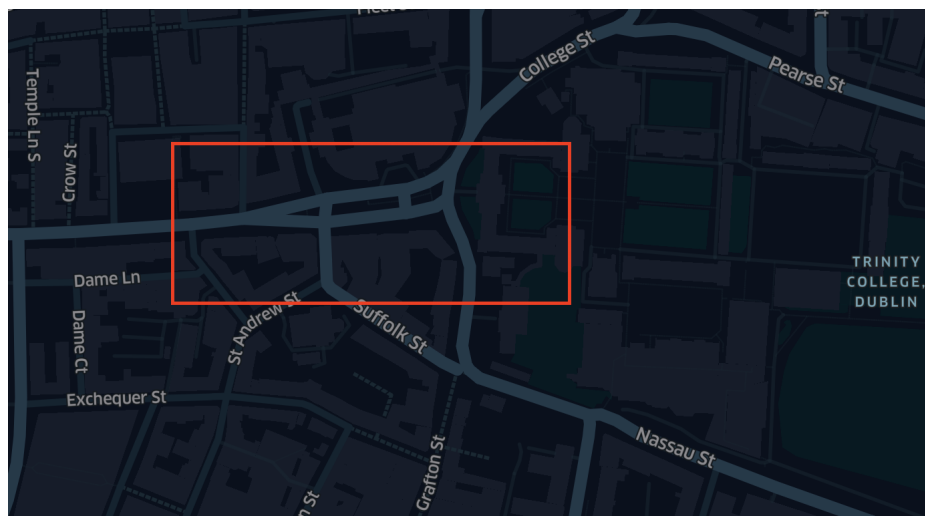 College St
Pearse St
Temple Ln S
Crow St
TRINITY
COLLEGE,
DUBLIN
Dame Ln
Dame Ct
St Andrew St
Suffolk St
Exchequer St
Grafton St
Nassau St